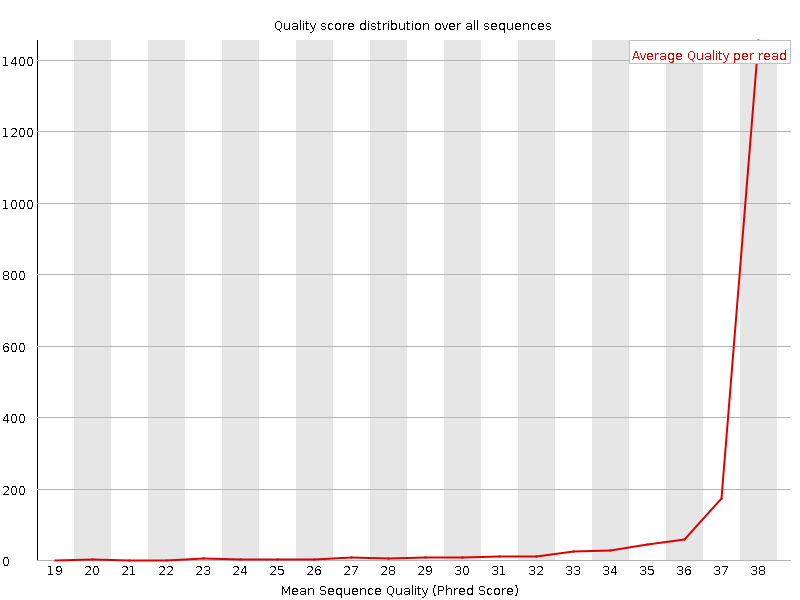 Quality score distribution over all sequences
Average Quality per read
1400
1200
1000
800
600
400
200
0
19 20 21 22 23 24 25 26 27 28 29 30 31 32 33 34 35 36 37 38
Mean Sequence Quality (Phred Score)